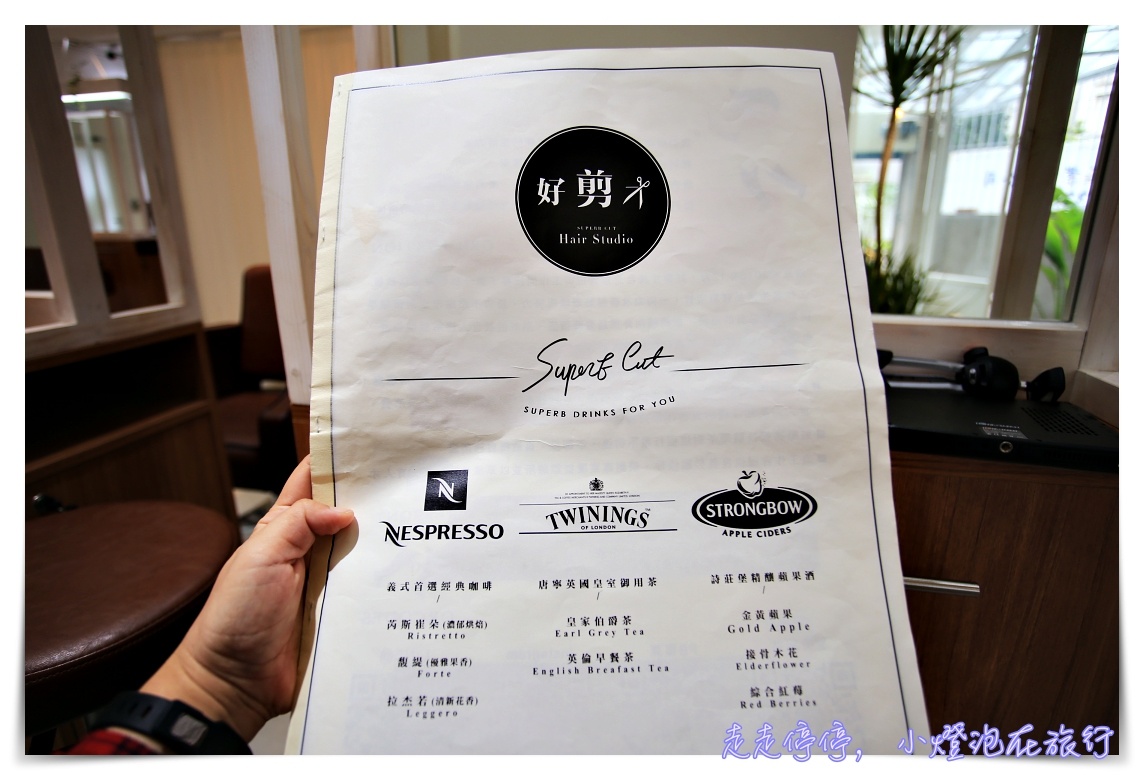 好剪
SUPERB CUT
Hair Studio
Superb Cut
SUPERB DRINKS FOR YOU
N
NESPRESSO
義式首選經典咖啡
/
芮斯崔朵(濃郁烘焙)
Ristretto
馥緹(優雅果香)
Forte
拉杰若(清新花香)
Leggero
TWININGS™
OF LONDON
唐寧英國皇室御用茶
/
皇家伯爵茶
Earl Grey Tea
英倫早餐茶
English Breafast Tea
STRONGBOW
APPLE CIDERS
詩莊堡精釀蘋果酒
/
金黃蘋果
Gold Apple
接骨木花
Elderflower
綜合紅莓
Red Berries
走走停停，小燈泡在旅行